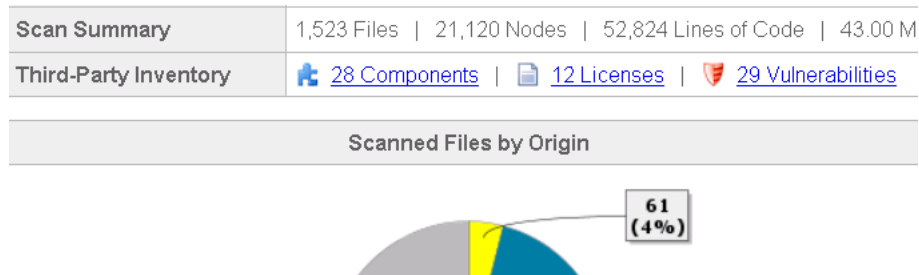 Scan Summary 1,523 Files | 21,120 Nodes | 52,824 Lines of Code | 43.00 M
Third-Party Inventory 28 Components | 12 Licenses | 29 Vulnerabilities
Scanned Files by Origin
61
(4%)